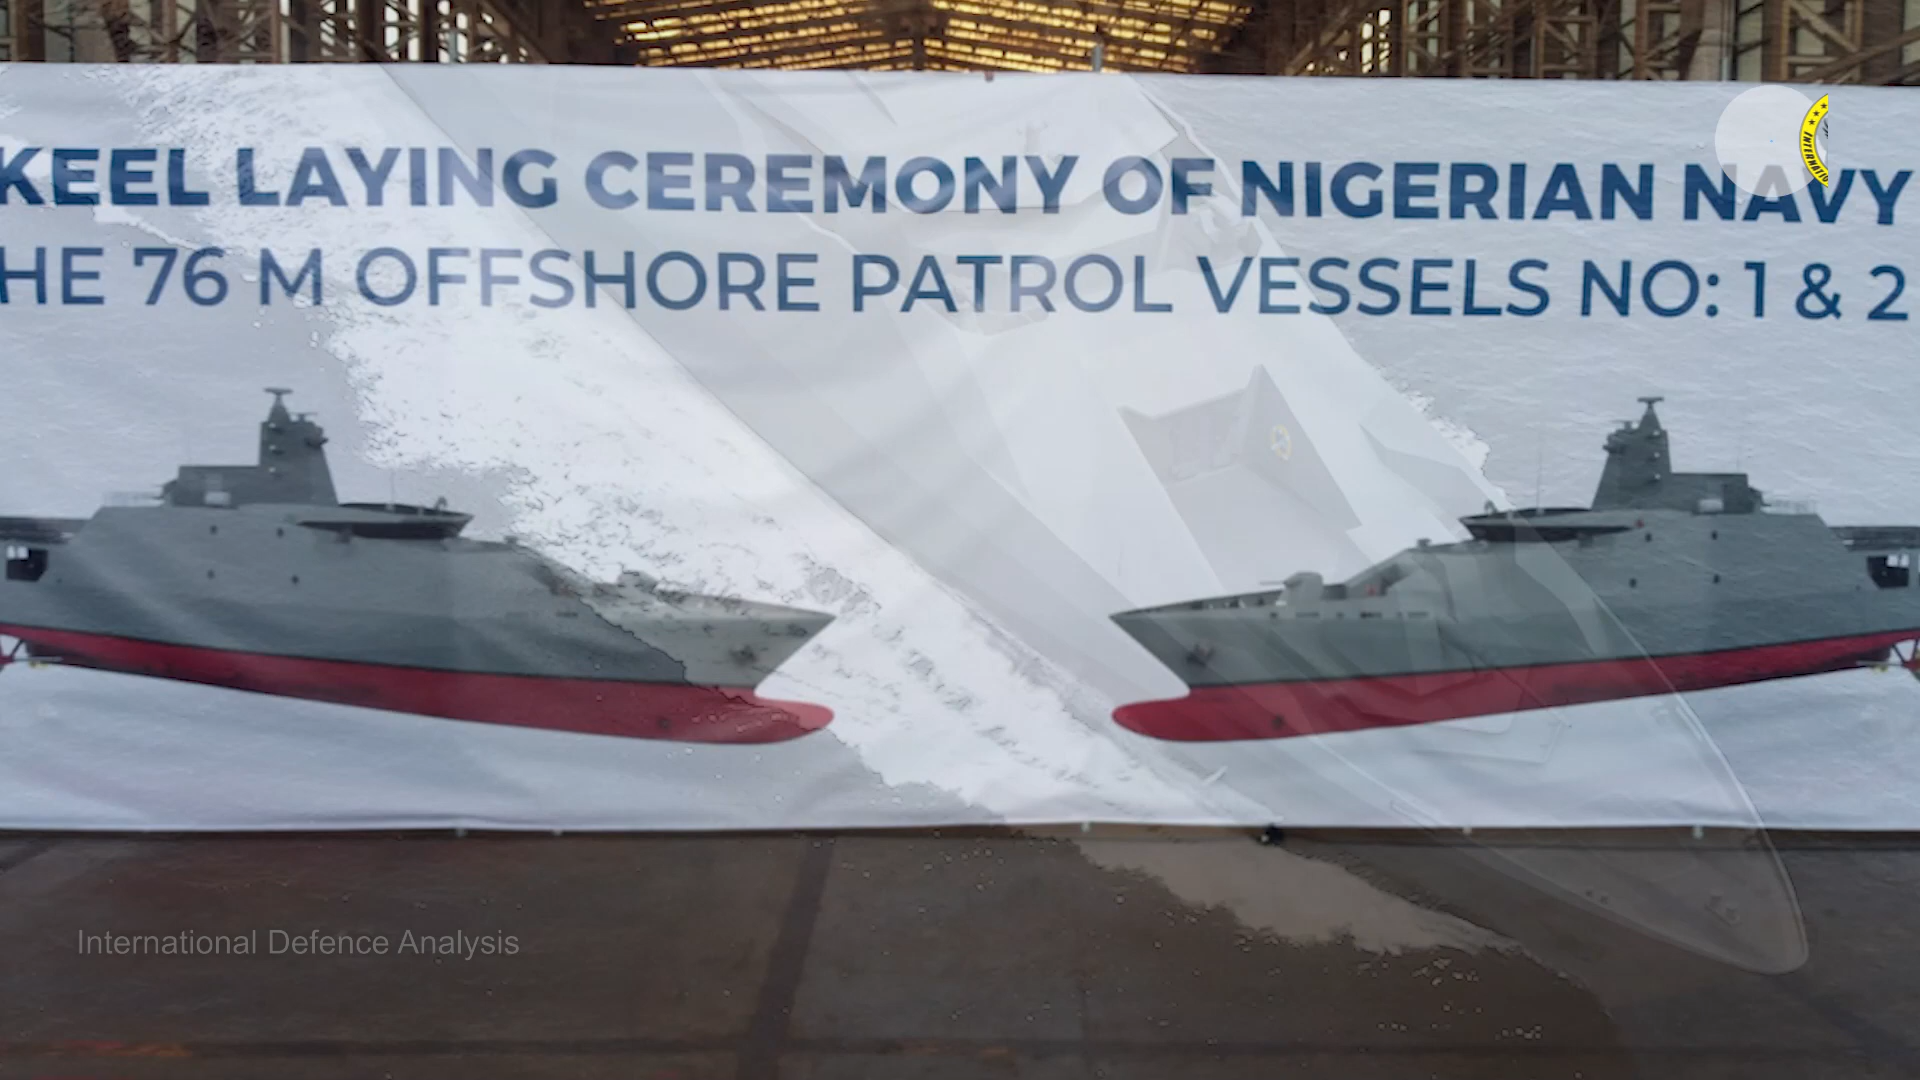 KEEL LAYING CEREMONY OF NIGERIAN NAVY
HE 76 M OFFSHORE PATROL VESSELS NO: 1 & 2
International Defence Analysis